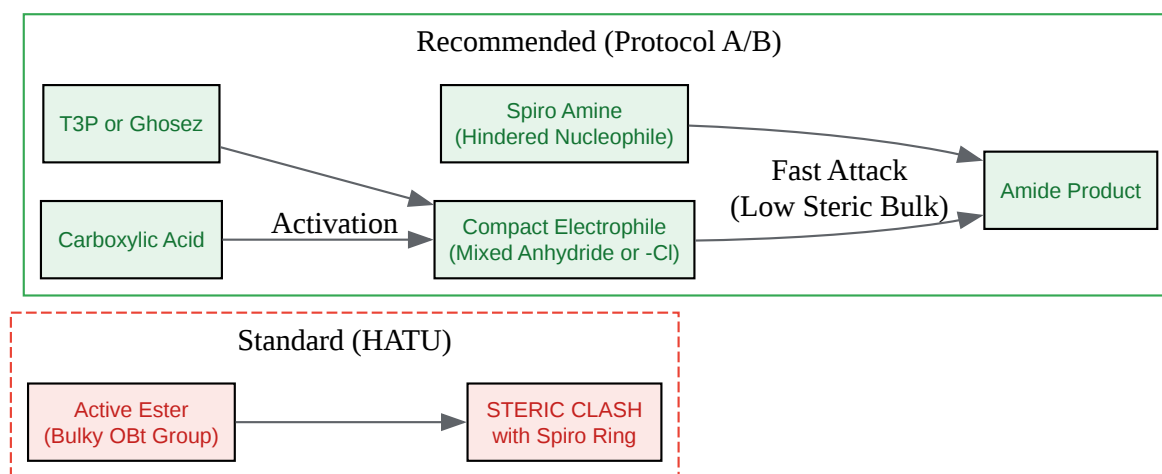 Recommended (Protocol A/B)
T3P or Ghosez
Spiro Amine
(Hindered Nucleophile)
Carboxylic Acid
Activation
Compact Electrophile
(Mixed Anhydride or -Cl)
Fast Attack
(Low Steric Bulk)
Amide Product
Standard (HATU)
Active Ester
(Bulky OBt Group)
STERIC CLASH
with Spiro Ring